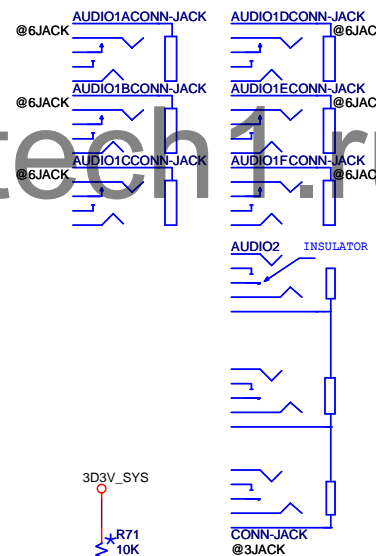 AUDIO1ACONN-JACK
@6JACK
AUDIO1DCONN-JACK
@6JAC
AUDIO1BCONN-JACK
@6JACK
AUDIO1ECONN-JACK
@6JAC
AUDIO1CCONN-JACK
@6JACK
AUDIO1FCONN-JACK
@6JAC
tech1.ru
AUDIO2
INSULATOR
3D3V_SYS
R71
10K
CONN-JACK
@3JACK